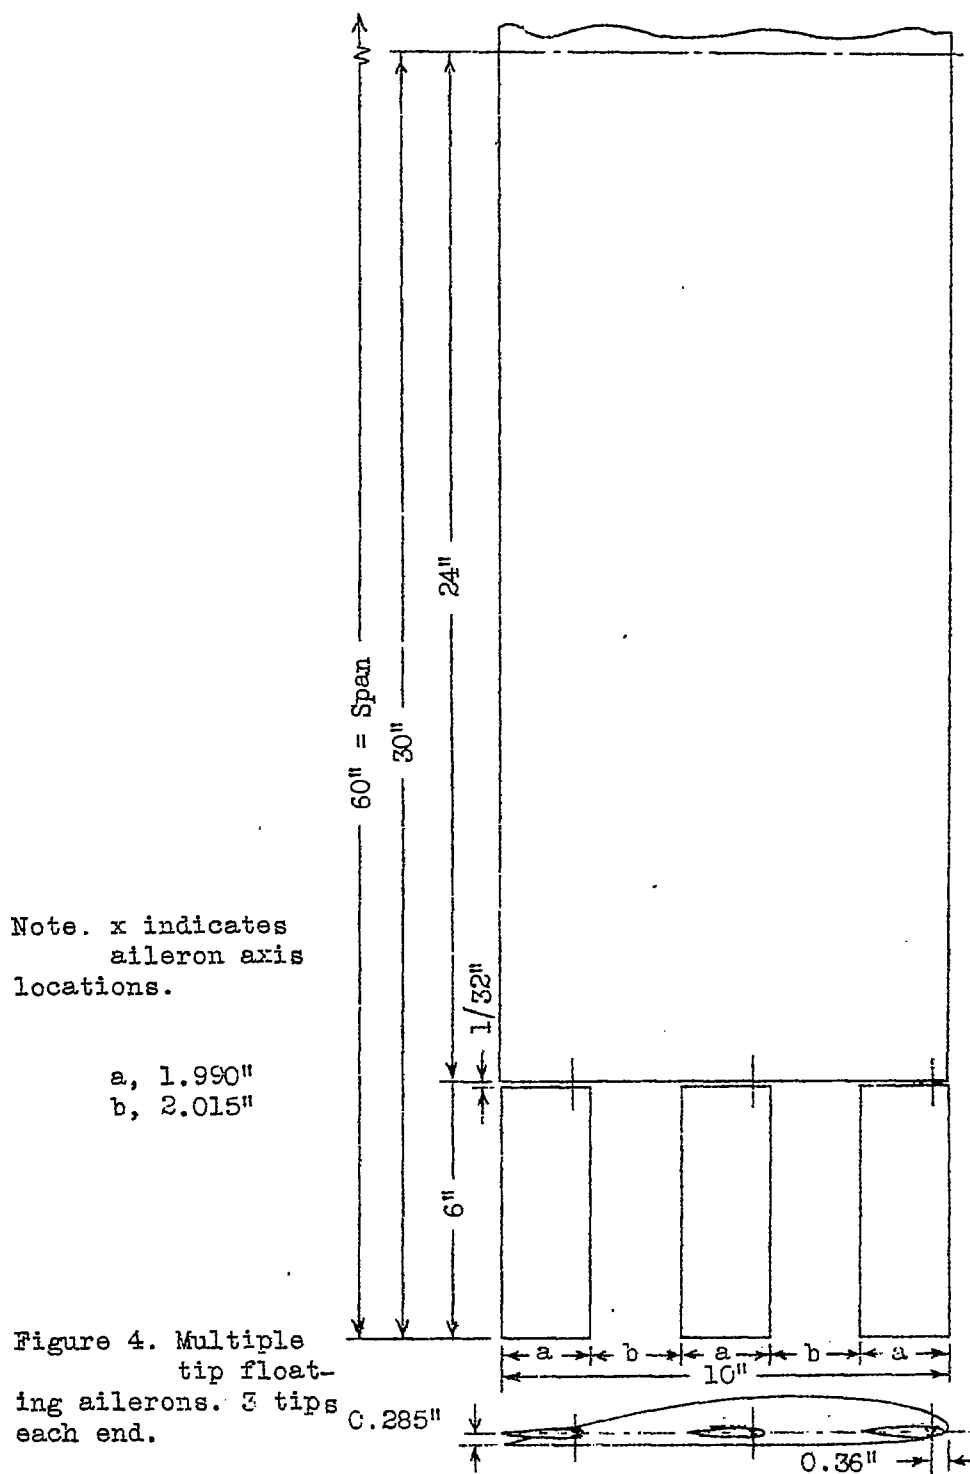 24"
60" = Span
30"
Note. x indicates
aileron axis
locations.
1/32"
a, 1.990"
b, 2.015"
6"
Figure 4. Multiple
tip float-
ing ailerons. 3 tips
each end.
a b a b a
10"
0.285"
0.36"